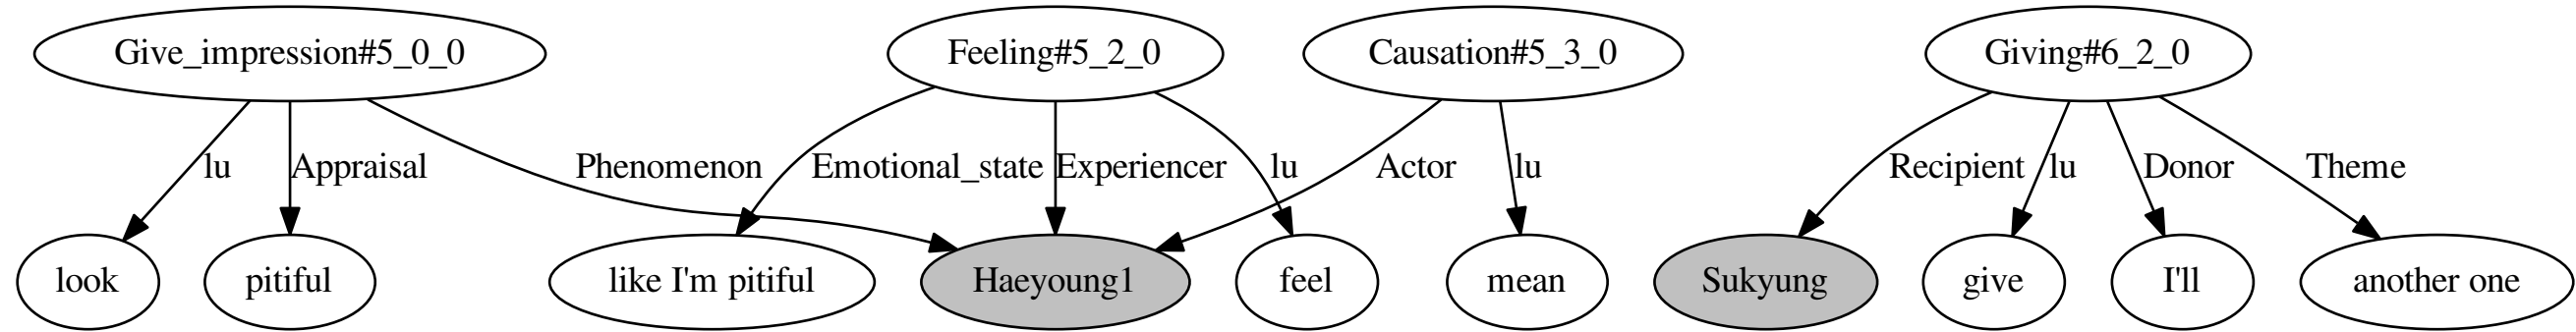 Give_impression#5_0_0 Feeling#5_2_0 Causation#5_3_0 Giving#6_2_0
lu Appraisal Phenomenon Emotional_state Experiencer lu Actor lu Recipient lu Donor Theme
look pitiful like I'm pitiful Haeyoung1 feel mean Sukyung give I'll another one